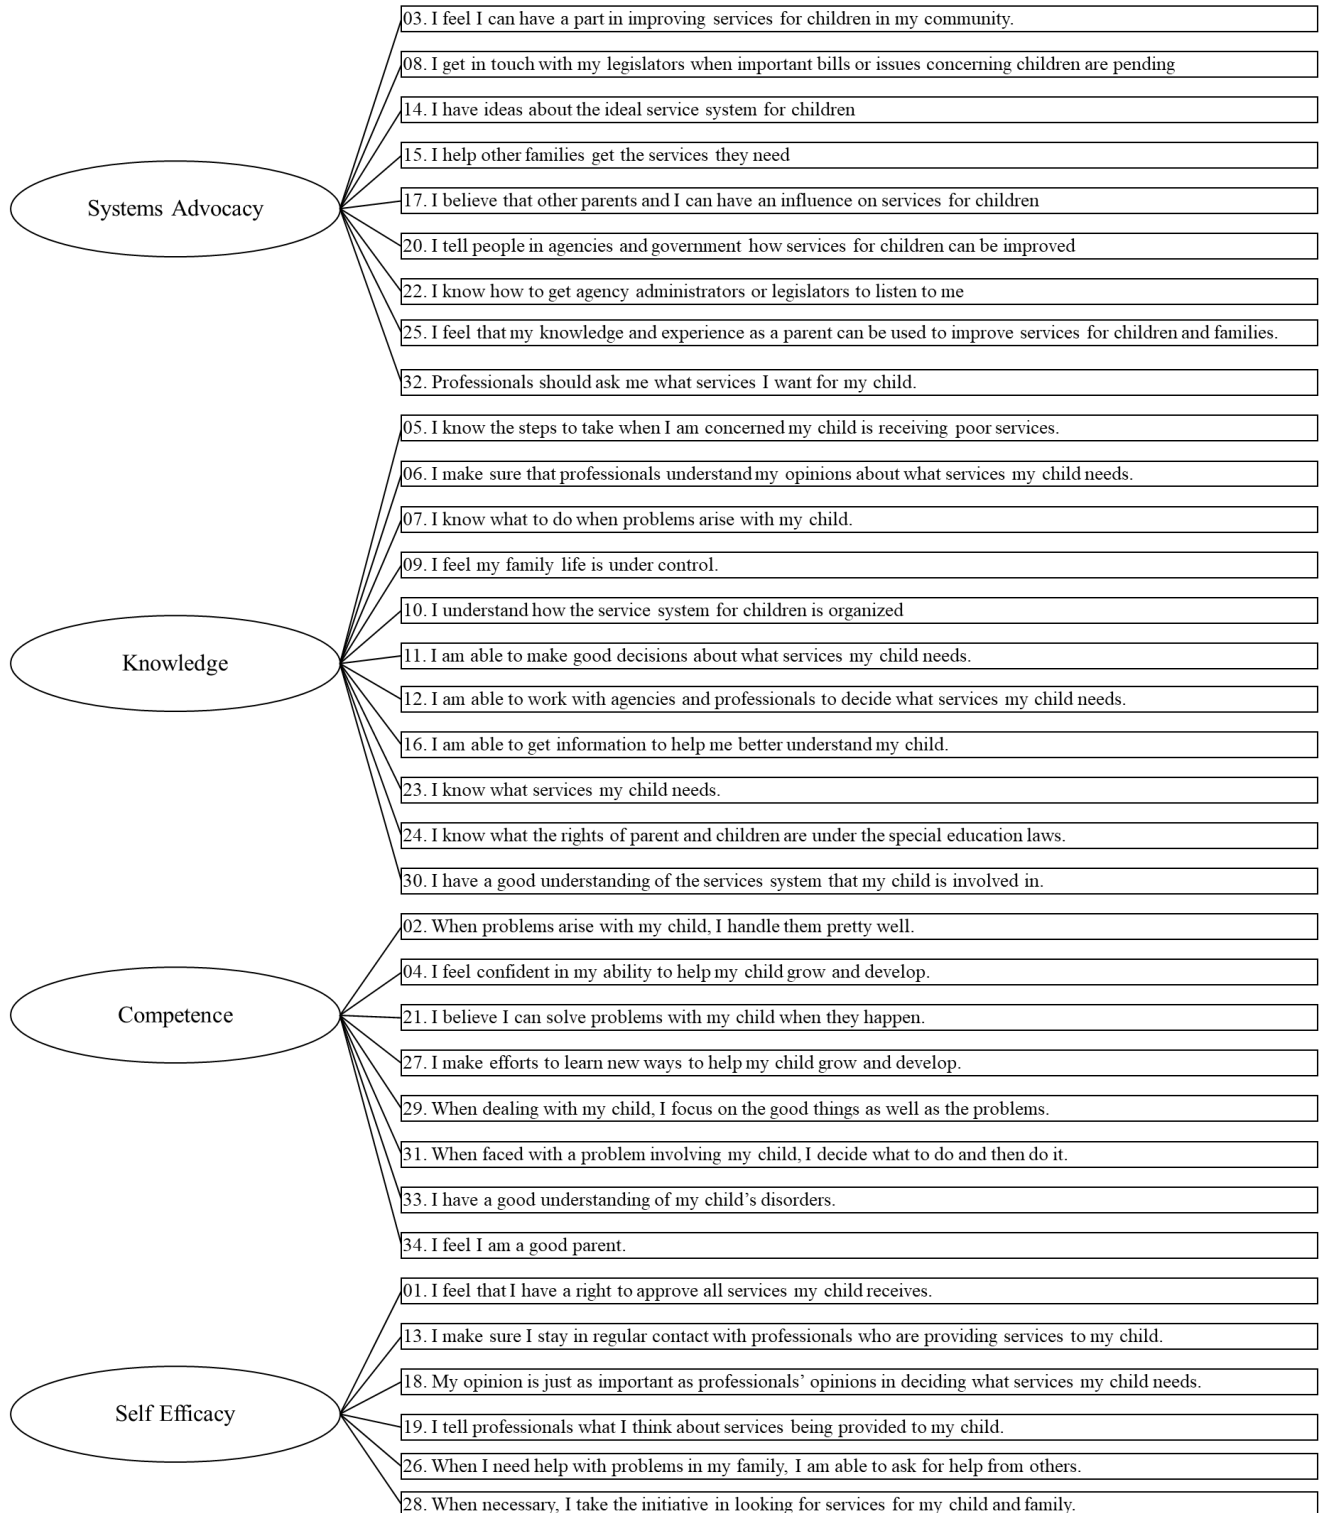 Systems Advocacy
03. I feel I can have a part in improving services for children in my community.
08. I get in touch with my legislators when important bills or issues concerning children are pending
14. I have ideas about the ideal service system for children
15. I help other families get the services they need
17. I believe that other parents and I can have an influence on services for children
20. I tell people in agencies and government how services for children can be improved
22. I know how to get agency administrators or legislators to listen to me
25. I feel that my knowledge and experience as a parent can be used to improve services for children and families.
32. Professionals should ask me what services I want for my child.
Knowledge
05. I know the steps to take when I am concerned my child is receiving poor services.
06. I make sure that professionals understand my opinions about what services my child needs.
07. I know what to do when problems arise with my child.
09. I feel my family life is under control.
10. I understand how the service system for children is organized
11. I am able to make good decisions about what services my child needs.
12. I am able to work with agencies and professionals to decide what services my child needs.
16. I am able to get information to help me better understand my child.
23. I know what services my child needs.
24. I know what the rights of parent and children are under the special education laws.
30. I have a good understanding of the services system that my child is involved in.
Competence
02. When problems arise with my child, I handle them pretty well.
04. I feel confident in my ability to help my child grow and develop.
21. I believe I can solve problems with my child when they happen.
27. I make efforts to learn new ways to help my child grow and develop.
29. When dealing with my child, I focus on the good things as well as the problems.
31. When faced with a problem involving my child, I decide what to do and then do it.
33. I have a good understanding of my child’s disorders.
34. I feel I am a good parent.
Self Efficacy
01. I feel that I have a right to approve all services my child receives.
13. I make sure I stay in regular contact with professionals who are providing services to my child.
18. My opinion is just as important as professionals’ opinions in deciding what services my child needs.
19. I tell professionals what I think about services being provided to my child.
26. When I need help with problems in my family, I am able to ask for help from others.
28. When necessary, I take the initiative in looking for services for my child and family.